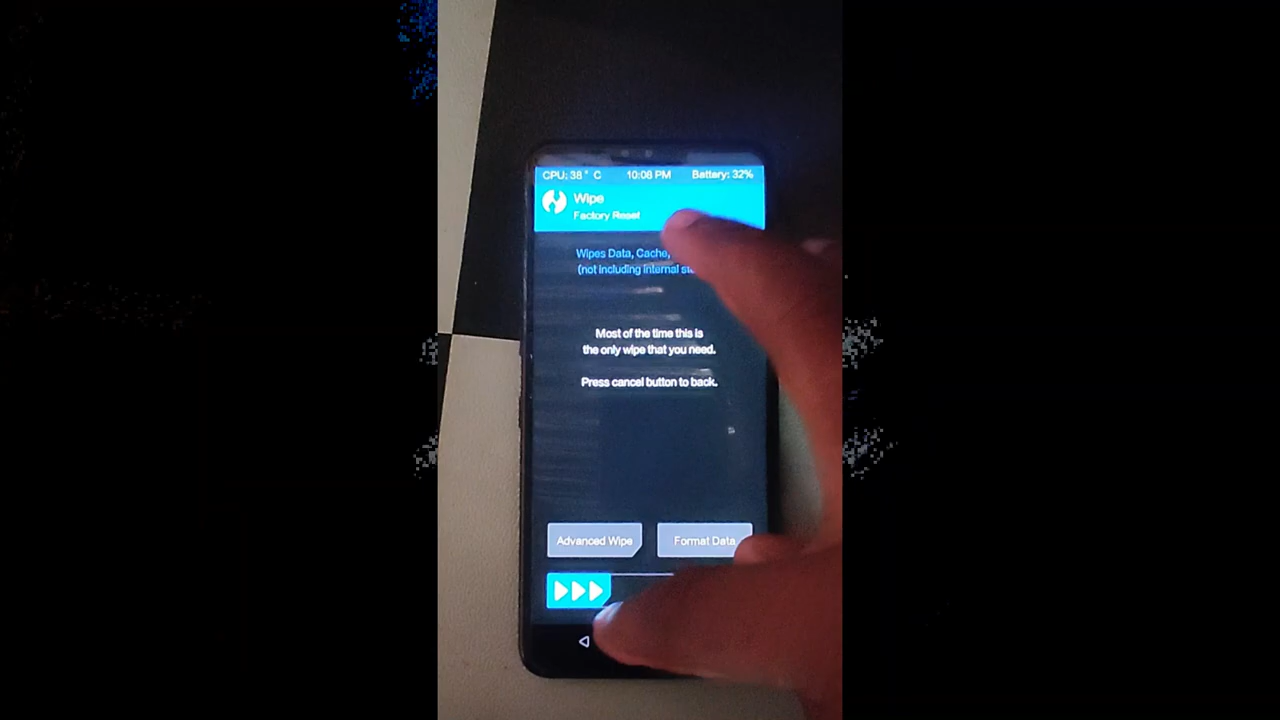 CPU: 38° C 10:08 PM Battery: 32%
Wipe
Factory Reset
Wipes Data, Cache,
(not including internal
Most of the time this is
the only wipe that you need.
Press cancel button to back.
Advanced Wipe Format Data